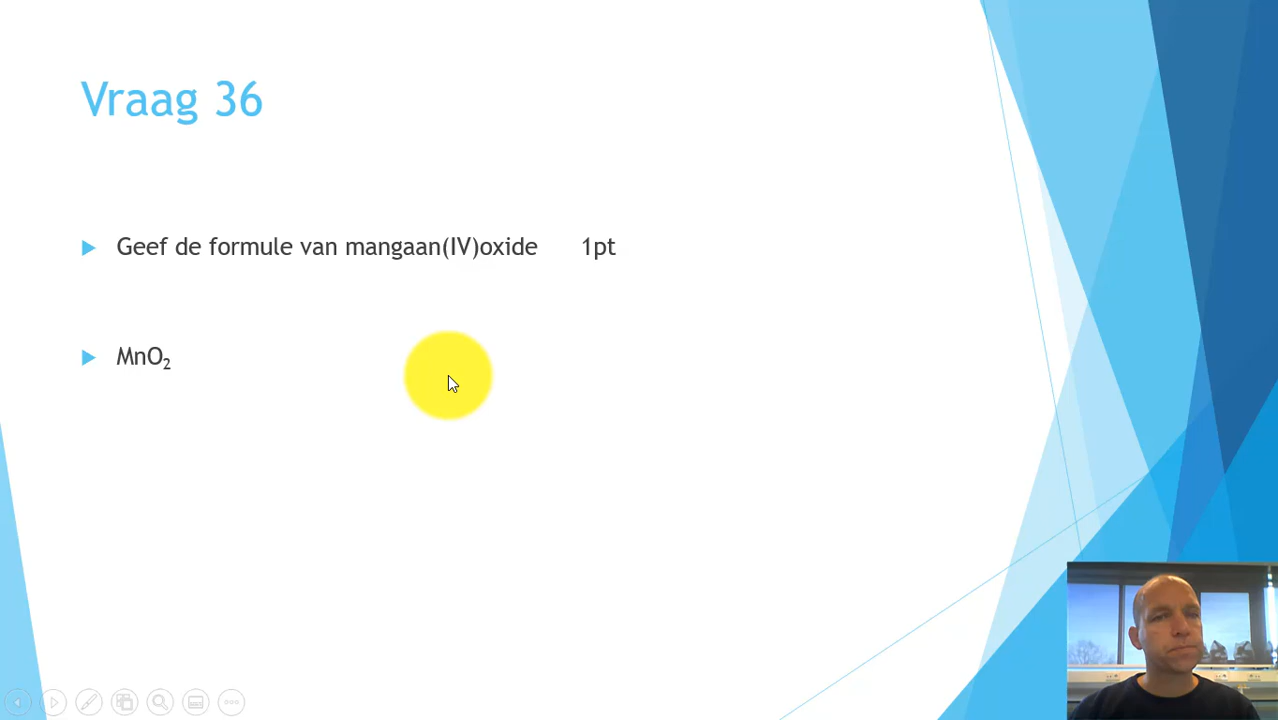 Vraag 36
Geef de formule van mangaan(IV)oxide 1pt
MnO₂